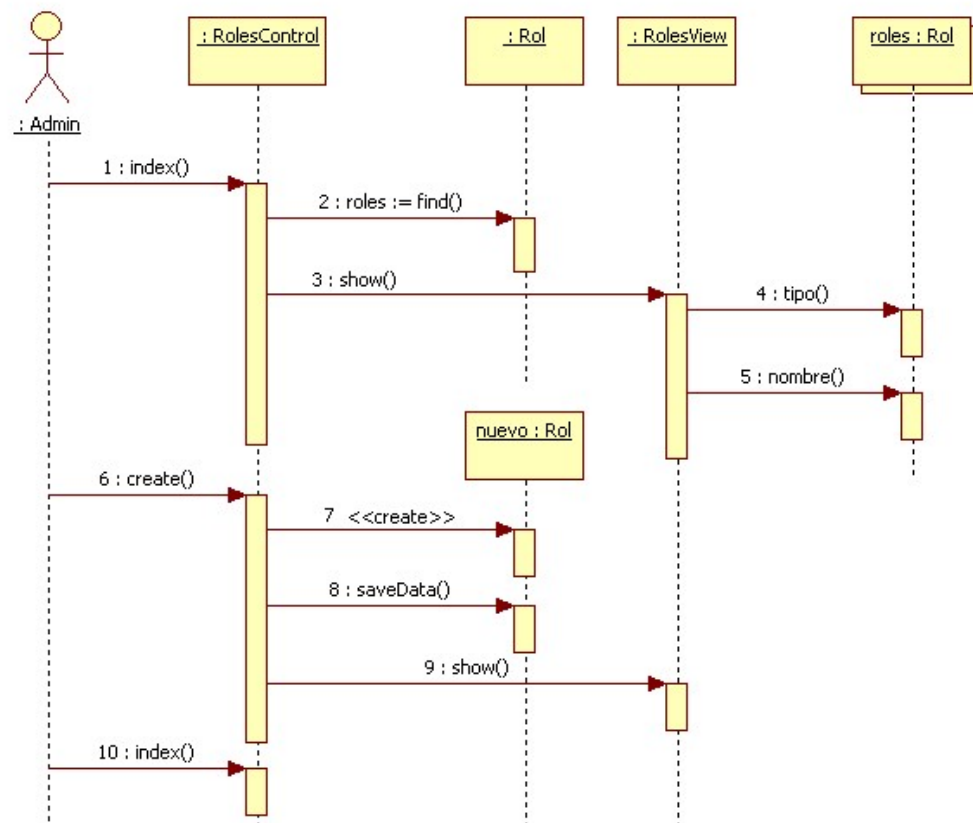 : RolesControl
: Rol
: RolesView
roles : Rol
: Admin
1 : index()
2 : roles := find()
3 : show()
4 : tipo()
5 : nombre()
nuevo : Rol
6 : create()
7 <<create>>
8 : saveData()
9 : show()
10 : index()